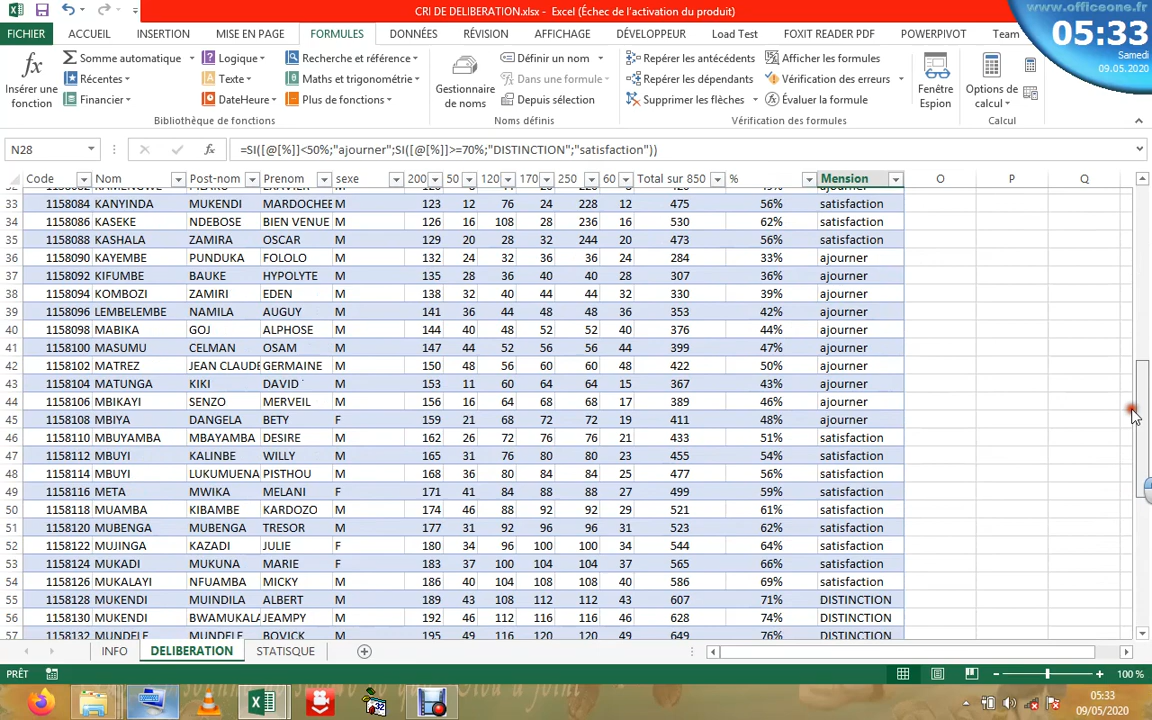 CRI DE DELIBERATION.xlsx - Excel (Échec de l'activation du produit)
www.officeone.fr
05:33
Samedi
09.05.2020
FICHIER ACCUEIL INSERTION MISE EN PAGE FORMULES DONNÉES RÉVISION AFFICHAGE DÉVELOPPEUR Load Test FOXIT READER PDF POWERPIVOT Team
Insérer une fonction
Σ Somme automatique
Récentes
Financier
Logique
Texte
DateHeure
Recherche et référence
Maths et trigonométrie
Plus de fonctions
Bibliothèque de fonctions
Gestionnaire de noms
Définir un nom
Dans une formule
Depuis sélection
Noms définis
Repérer les antécédents
Repérer les dépendants
Supprimer les flèches
Afficher les formules
Vérification des erreurs
Évaluer la formule
Vérification des formules
Fenêtre Espion
Options de calcul
Calcul
N28 fx =SI([@[%]]<50%;"ajourner";SI([@[%]]>=70%;"DISTINCTION";"satisfaction"))
Code Nom Post-nom Prenom sexe 200 50 120 170 250 60 Total sur 850 % Mension O P Q
33 1158084 KANYINDA MUKENDI MARDOCHEE M 123 12 76 24 228 12 475 56% satisfaction
34 1158086 KASEKE NDEBOSE BIEN VENUE M 126 16 108 28 236 16 530 62% satisfaction
35 1158088 KASHALA ZAMIRA OSCAR M 129 20 28 32 244 20 473 56% satisfaction
36 1158090 KAYEMBE PUNDUKA FOLOLO M 132 24 32 36 36 24 284 33% ajourner
37 1158092 KIFUMBE BAUKE HYPOLYTE M 135 28 36 40 40 28 307 36% ajourner
38 1158094 KOMBOZI ZAMIRI EDEN M 138 32 40 44 44 32 330 39% ajourner
39 1158096 LEMBELEMBE NAMILA AUGUY M 141 36 44 48 48 36 353 42% ajourner
40 1158098 MABIKA GOJ ALPHOSE M 144 40 48 52 52 40 376 44% ajourner
41 1158100 MASUMU CELMAN OSAM M 147 44 52 56 56 44 399 47% ajourner
42 1158102 MATREZ JEAN CLAUDE GERMAINE M 150 48 56 60 60 48 422 50% ajourner
43 1158104 MATUNGA KIKI DAVID M 153 11 60 64 64 15 367 43% ajourner
44 1158106 MBIKAYI SENZO MERVEIL M 156 16 64 68 68 17 389 46% ajourner
45 1158108 MBIYA DANGELA BETY F 159 21 68 72 72 19 411 48% ajourner
46 1158110 MBUYAMBA MBAYAMBA DESIRE M 162 26 72 76 76 21 433 51% satisfaction
47 1158112 MBUYI KALINBE WILLY M 165 31 76 80 80 23 455 54% satisfaction
48 1158114 MBUYI LUKUMUENA PISTHOU M 168 36 80 84 84 25 477 56% satisfaction
49 1158116 META MWIKA MELANI F 171 41 84 88 88 27 499 59% satisfaction
50 1158118 MUAMBA KIBAMBE KARDOZO M 174 46 88 92 92 29 521 61% satisfaction
51 1158120 MUBENGA MUBENGA TRESOR M 177 31 92 96 96 31 523 62% satisfaction
52 1158122 MUJINGA KAZADI JULIE F 180 34 96 100 100 34 544 64% satisfaction
53 1158124 MUKADI MUKUNA MARIE F 183 37 100 104 104 37 565 66% satisfaction
54 1158126 MUKALAYI NFUAMBA MICKY M 186 40 104 108 108 40 586 69% satisfaction
55 1158128 MUKENDI MUINDILA ALBERT M 189 43 108 112 112 43 607 71% DISTINCTION
56 1158130 MUKENDI BWAMUKALA JEAMPY M 192 46 112 116 116 46 628 74% DISTINCTION
57 1158132 MUNDELE MUNDELE BOVICK M 195 49 116 120 120 49 649 76% DISTINCTION
INFO DELIBERATION STATISQUE
PRÊT 100 %
05:33
09/05/2020